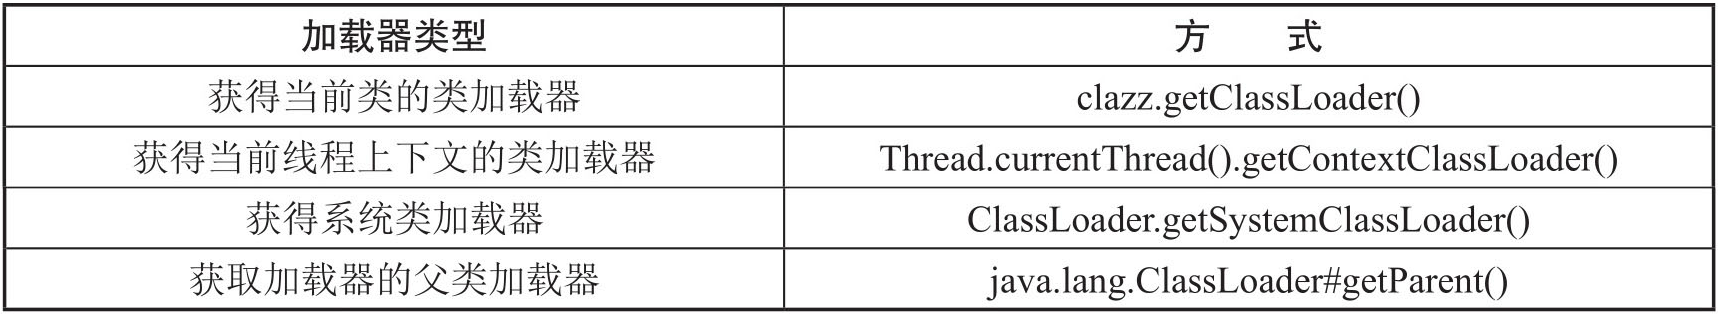 加载器类型 方 式
获得当前类的类加载器 clazz.getClassLoader()
获得当前线程上下文的类加载器 Thread.currentThread().getContextClassLoader()
获得系统类加载器 ClassLoader.getSystemClassLoader()
获取加载器的父类加载器 java.lang.ClassLoader#getParent()